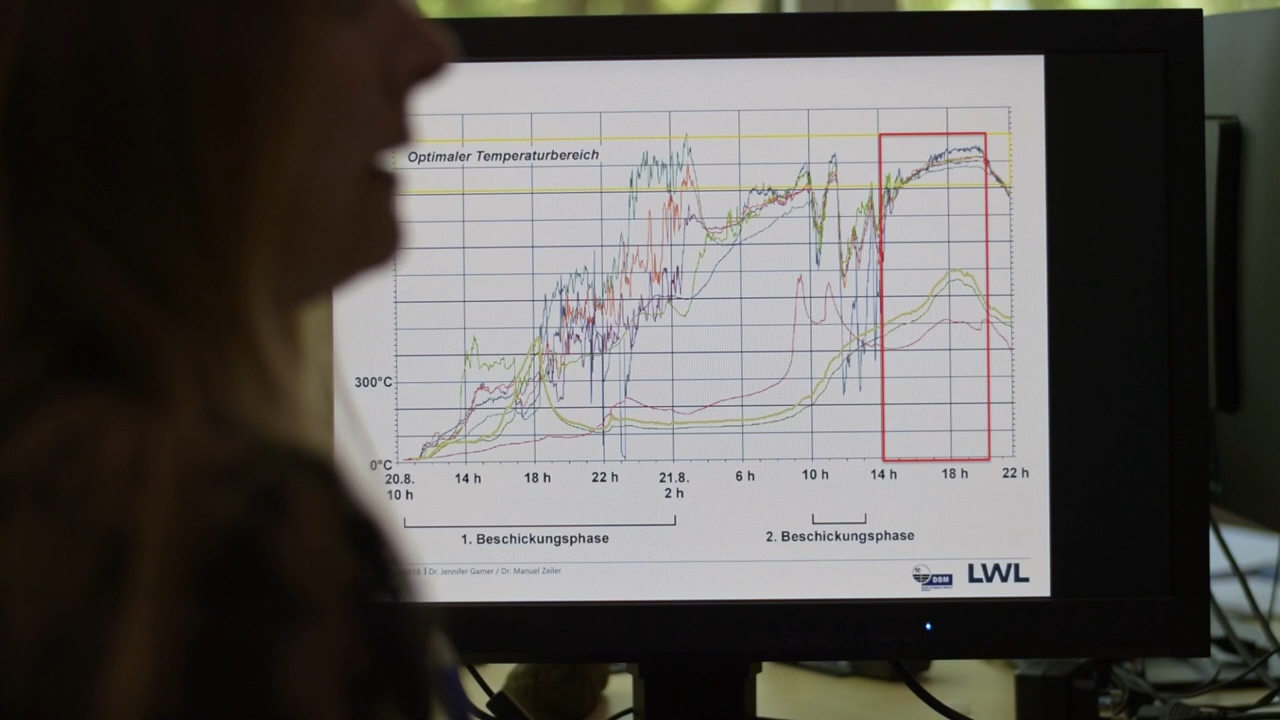 Optimaler Temperaturbereich
300°C
0°C
20.8. 14 h 18 h 22 h 21.8. 6 h 10 h 14 h 18 h 22 h
10 h 2 h
1. Beschickungsphase 2. Beschickungsphase
Dr. Jennifer Garner / Dr. Manuel Zeiler
DBM LWL